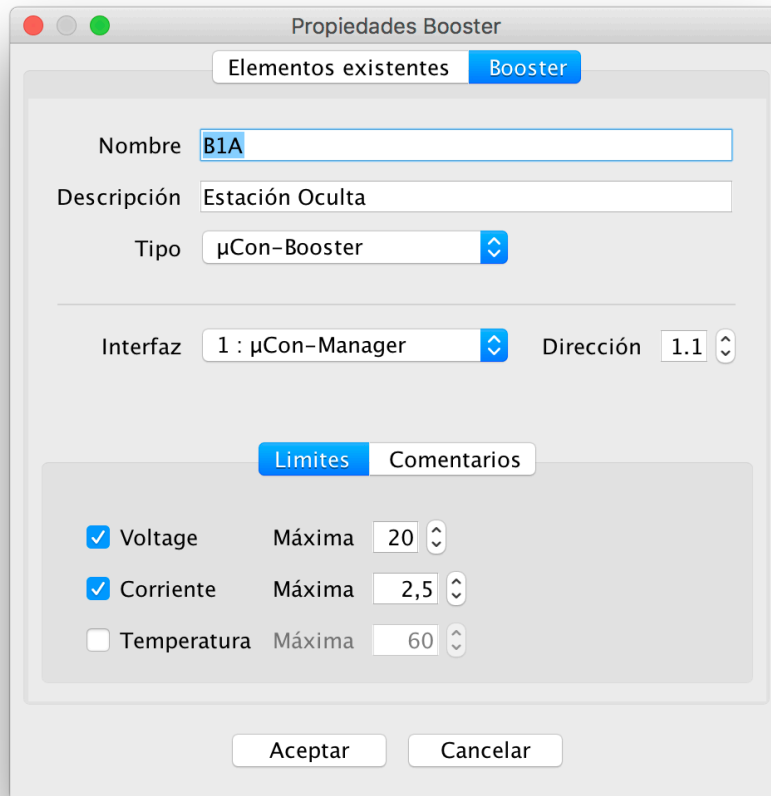 Propiedades Booster
Elementos existentes Booster
Nombre B1A
Descripción Estación Oculta
Tipo µCon-Booster
Interfaz 1 : µCon-Manager Dirección 1.1
Limites Comentarios
Voltage Máxima 20
Corriente Máxima 2,5
Temperatura Máxima 60
Aceptar Cancelar